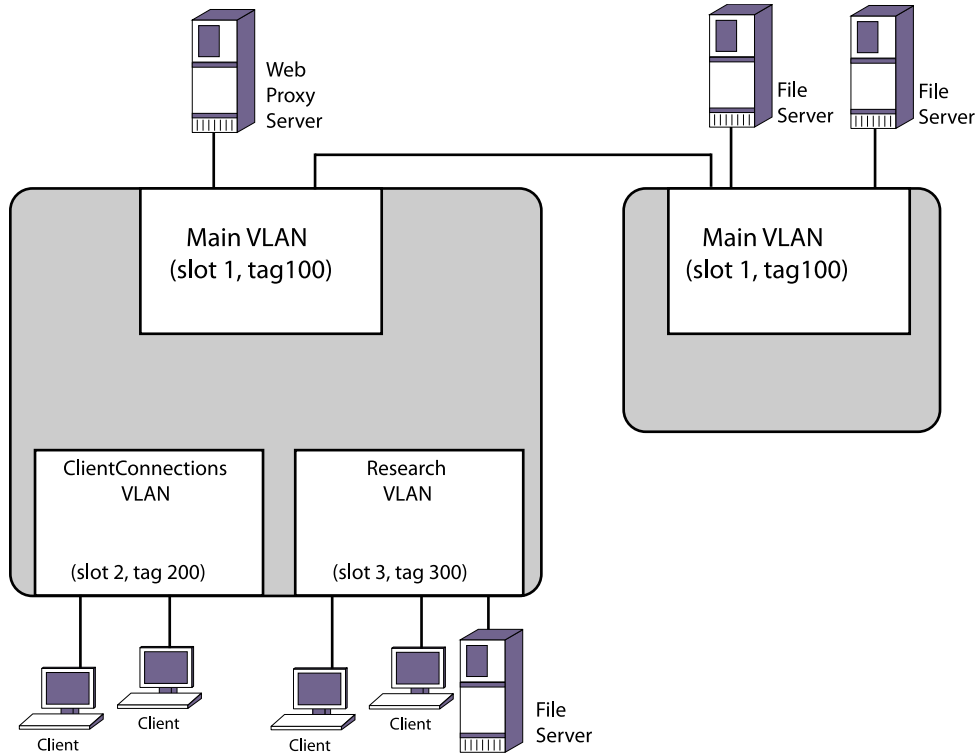 Web
Proxy
Server
File
Server
File
Server
Main VLAN
(slot 1, tag100)
Main VLAN
(slot 1, tag100)
ClientConnections
VLAN
(slot 2, tag 200)
Research
VLAN
(slot 3, tag 300)
Client
Client
Client
Client
File
Server